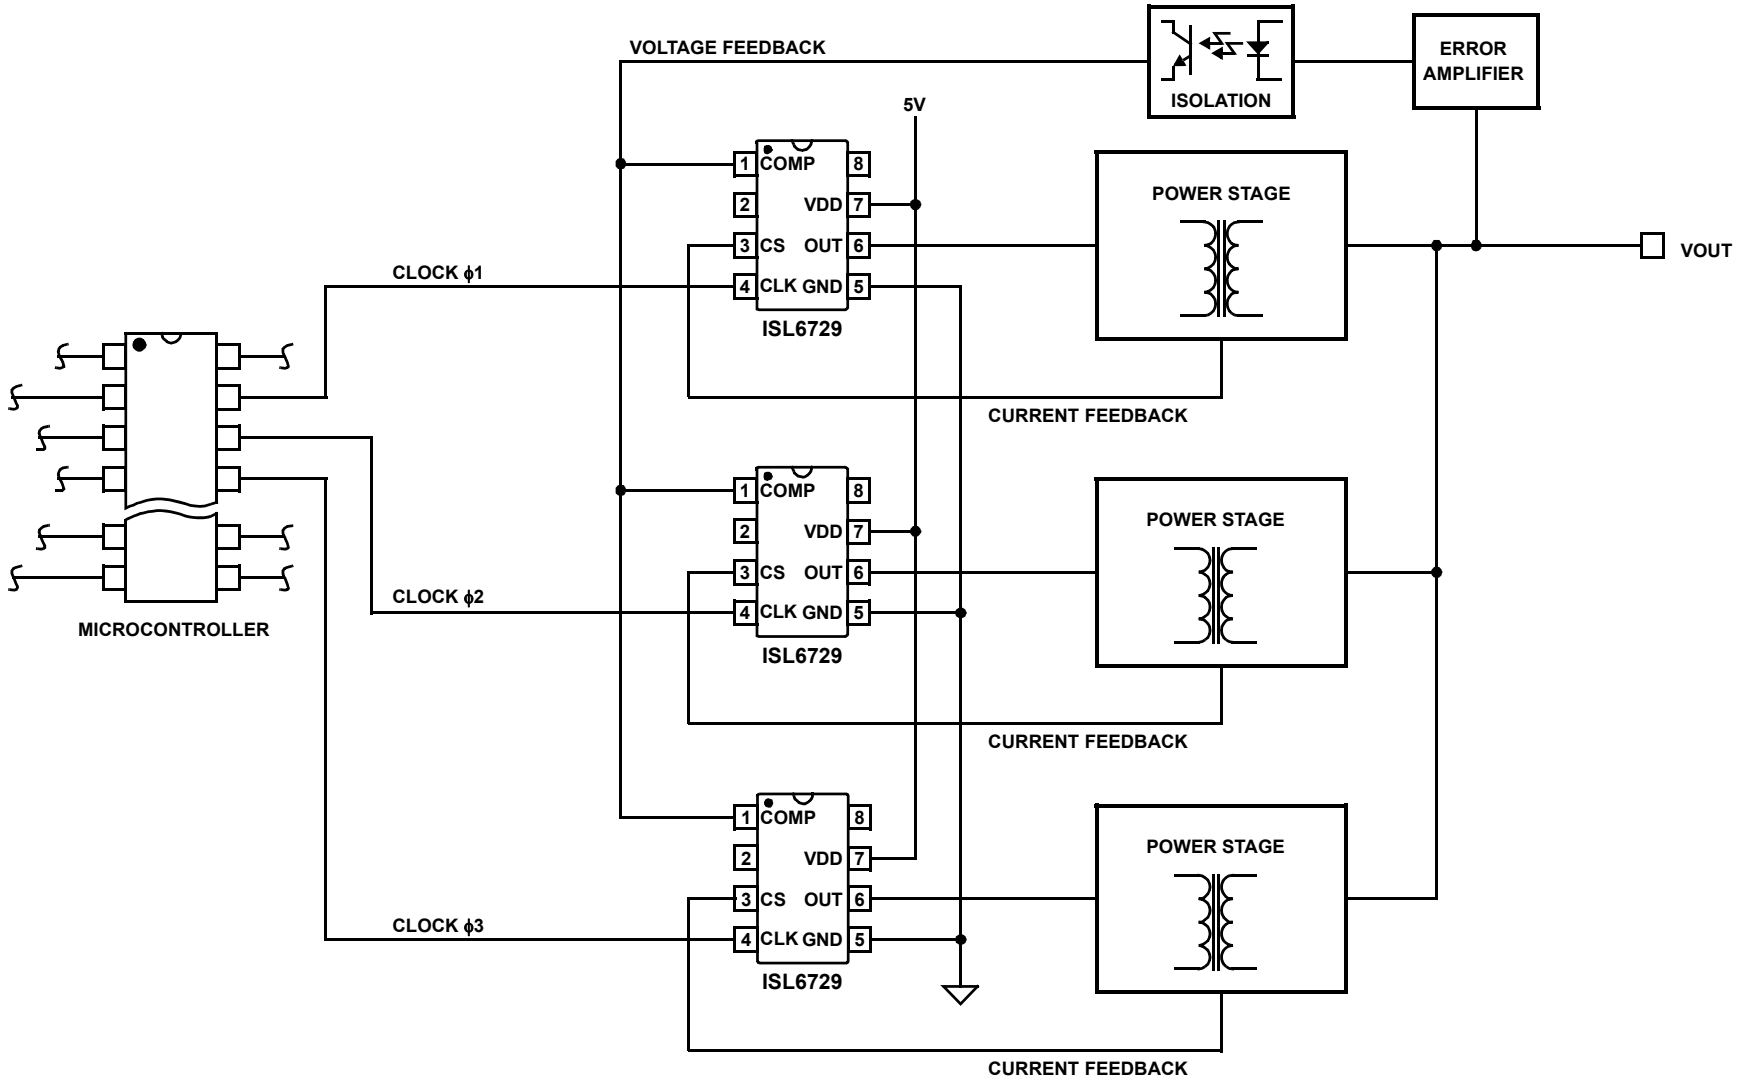 VOLTAGE FEEDBACK
ISOLATION
ERROR
AMPLIFIER
5V
1 COMP 8
2 VDD 7
3 CS OUT 6
4 CLK GND 5
ISL6729
POWER STAGE
VOUT
CLOCK ϕ1
CURRENT FEEDBACK
1 COMP 8
2 VDD 7
3 CS OUT 6
4 CLK GND 5
ISL6729
POWER STAGE
CLOCK ϕ2
MICROCONTROLLER
CURRENT FEEDBACK
1 COMP 8
2 VDD 7
3 CS OUT 6
4 CLK GND 5
ISL6729
POWER STAGE
CLOCK ϕ3
CURRENT FEEDBACK